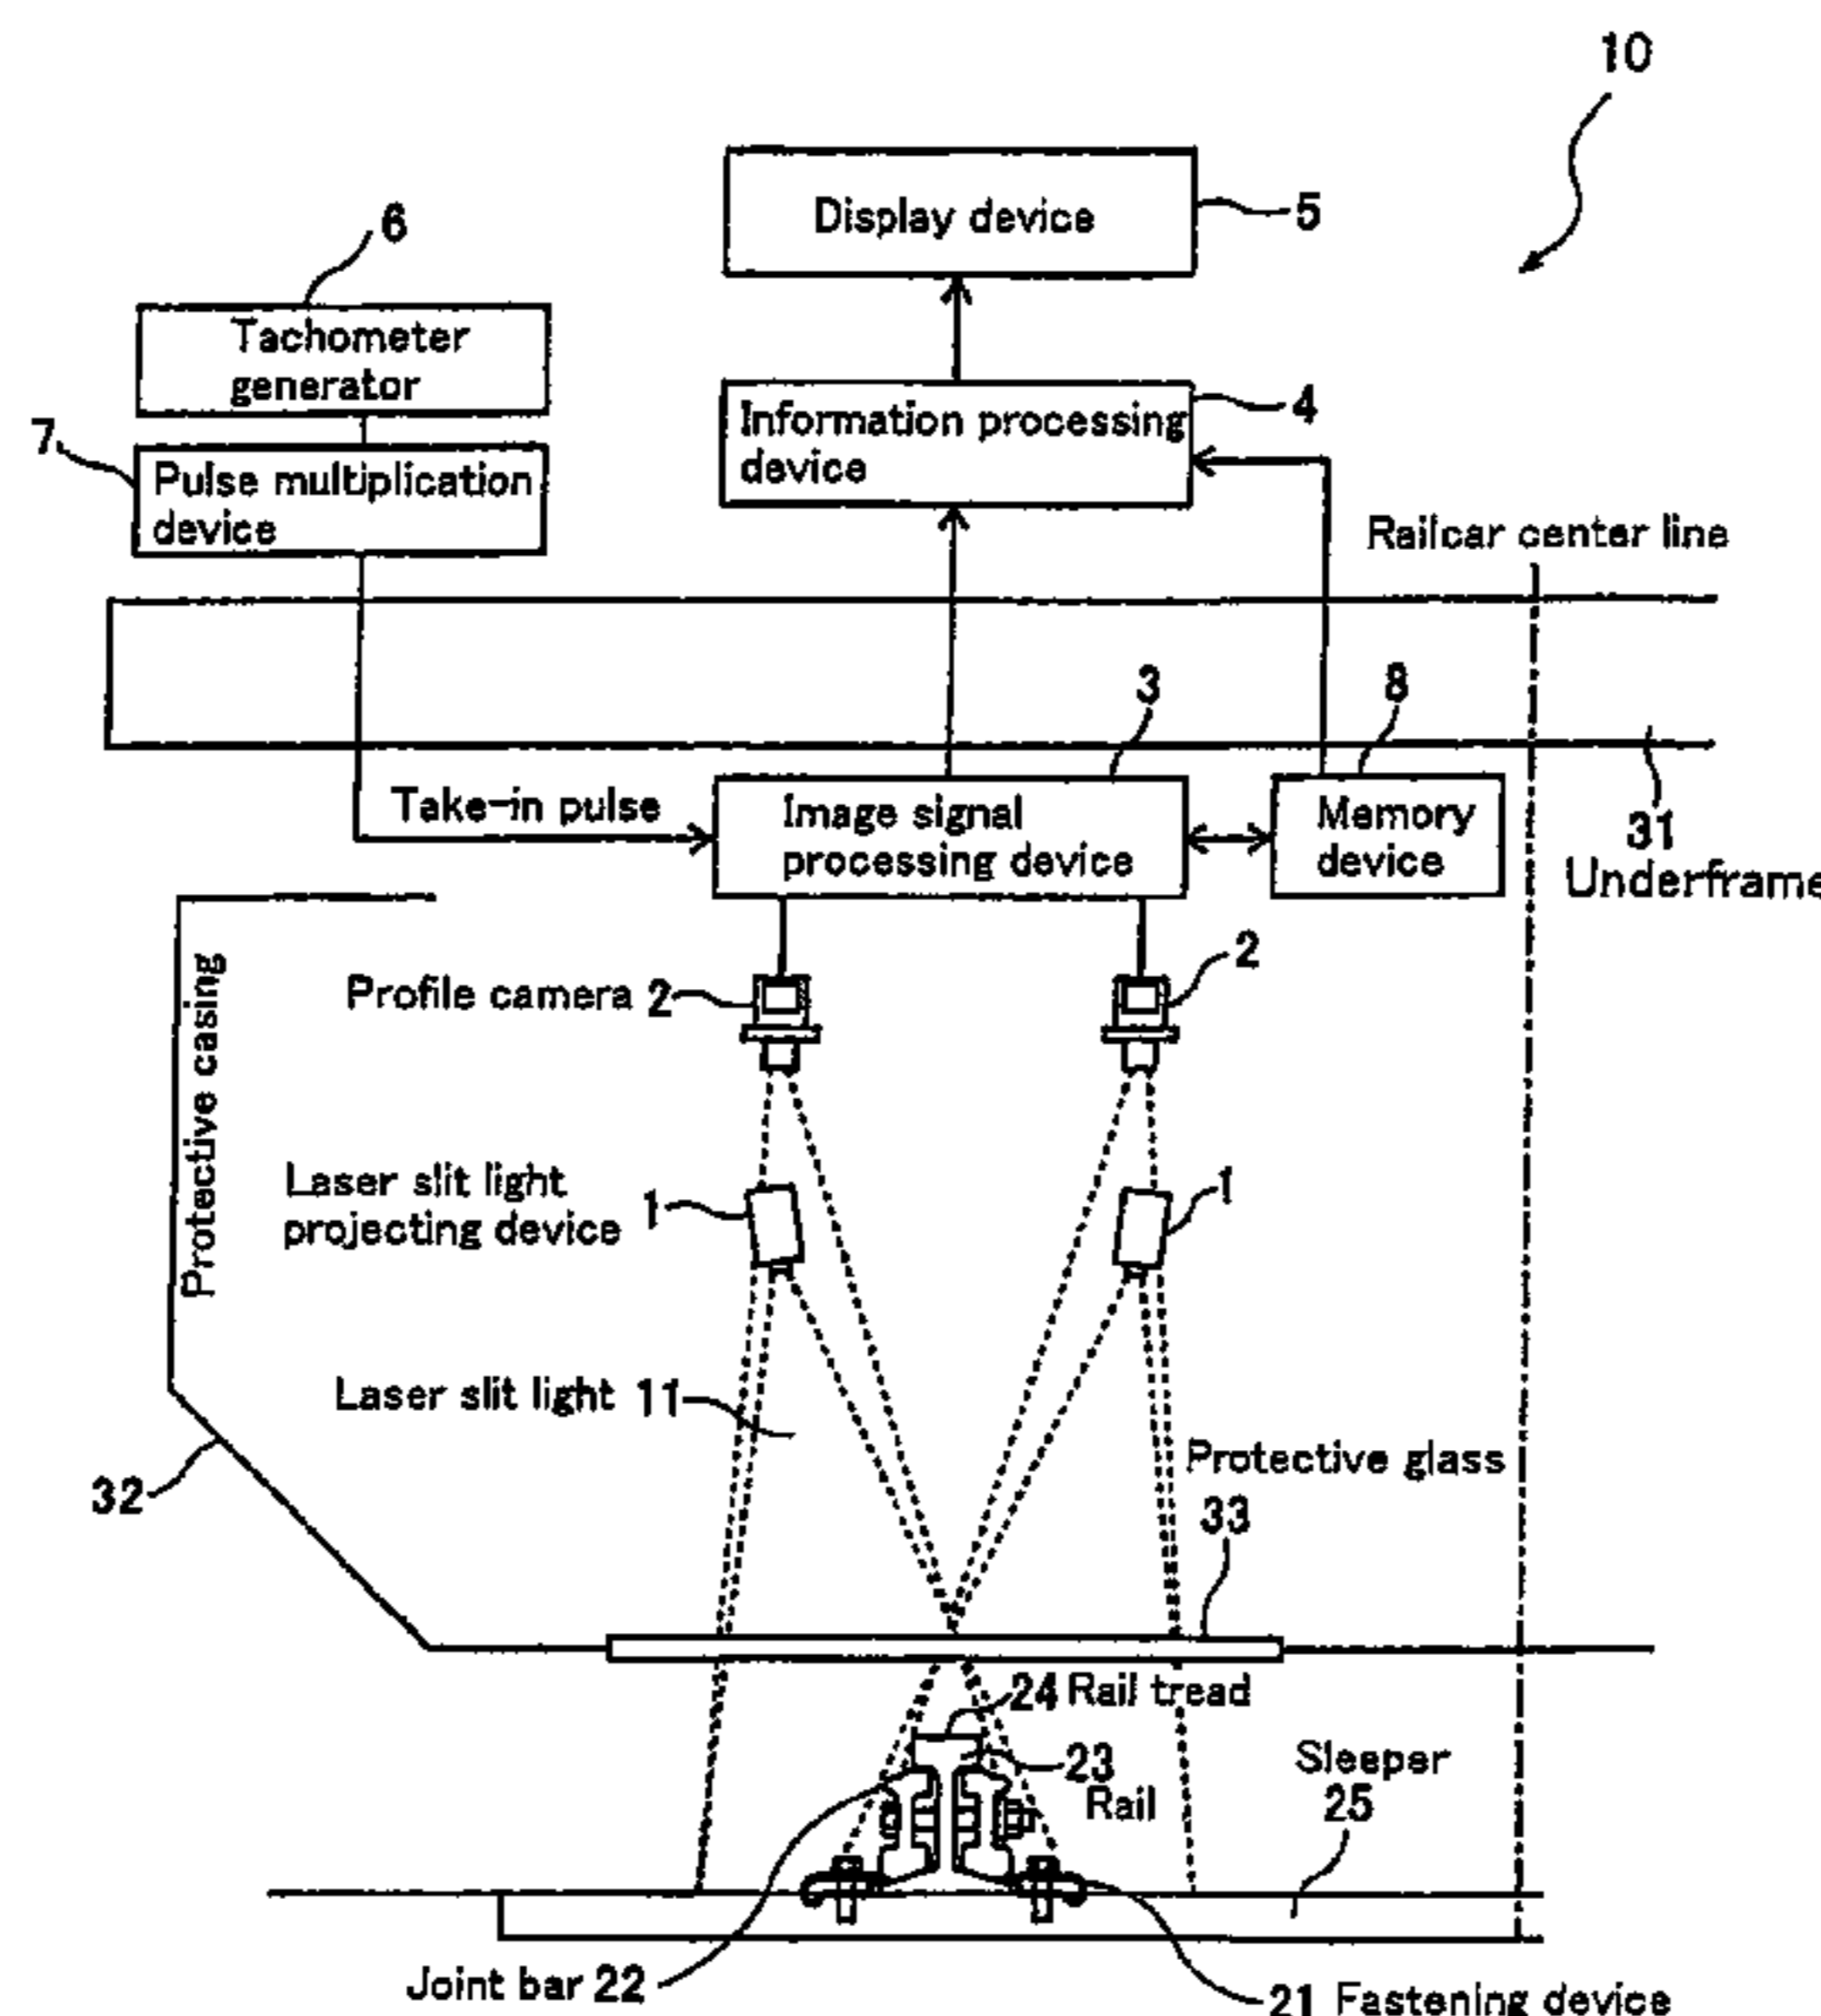 10
Display device
5
6
Tachometer
generator
7
Pulse multiplication
device
Information processing
device
4
Railcar center line
3
8
Take-in pulse
Image signal
processing device
Memory
device
31
Underframe
Protective casing
Profile camera 2
2
Laser slit light
projecting device
1
1
Laser slit light 11
32
Protective glass
33
24 Rail tread
23
Rail
Sleeper
25
Joint bar 22
21 Fastening device